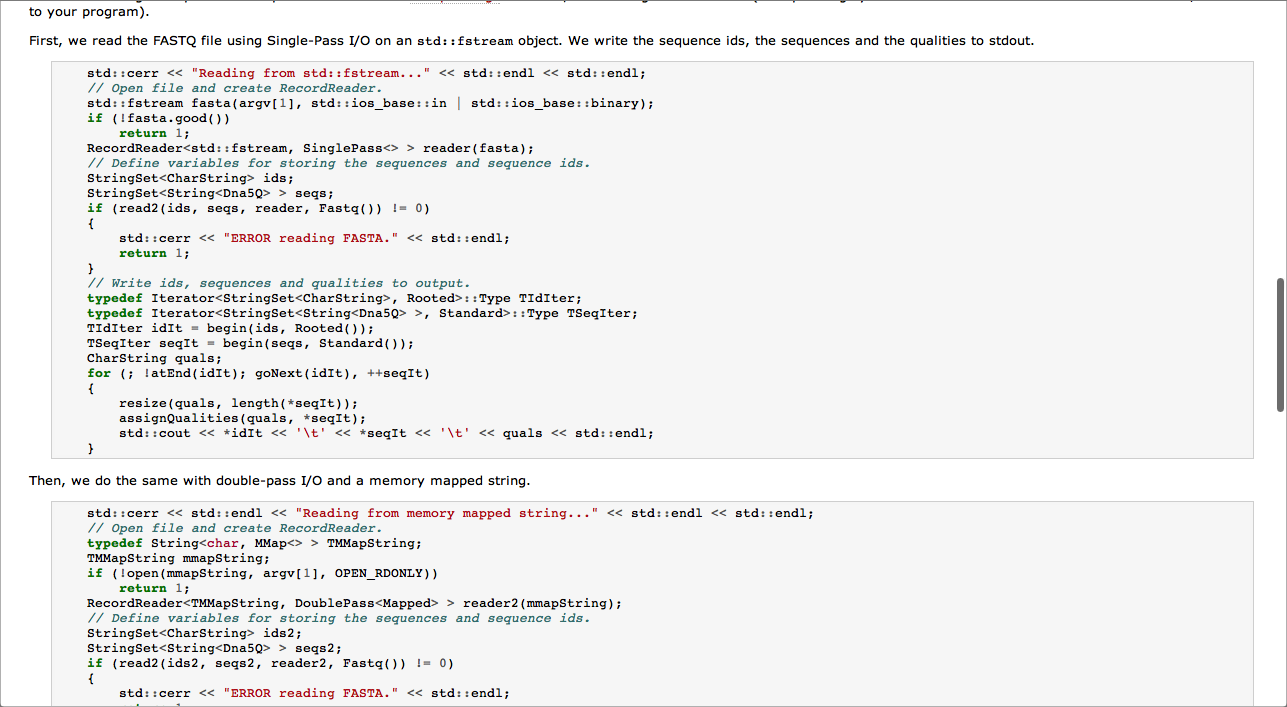 to your program).
First, we read the FASTQ file using Single-Pass I/O on an std::fstream object. We write the sequence ids, the sequences and the qualities to stdout.
std::cerr << "Reading from std::fstream..." << std::endl << std::endl;
// Open file and create RecordReader.
std::fstream fasta(argv[1], std::ios_base::in | std::ios_base::binary);
if (!fasta.good())
return 1;
RecordReader<std::fstream, SinglePass<> > reader(fasta);
// Define variables for storing the sequences and sequence ids.
StringSet<CharString> ids;
StringSet<String<Dna5Q> > seqs;
if (read2(ids, seqs, reader, Fastq()) != 0)
{
std::cerr << "ERROR reading FASTA." << std::endl;
return 1;
}
// Write ids, sequences and qualities to output.
typedef Iterator<StringSet<CharString>, Rooted>::Type TIdIter;
typedef Iterator<StringSet<String<Dna5Q> >, Standard>::Type TSeqIter;
TIdIter idIt = begin(ids, Rooted());
TSeqIter seqIt = begin(seqs, Standard());
CharString quals;
for (; !atEnd(idIt); goNext(idIt), ++seqIt)
{
resize(quals, length(*seqIt));
assignQualities(quals, *seqIt);
std::cout << *idIt << '\t' << *seqIt << '\t' << quals << std::endl;
}
Then, we do the same with double-pass I/O and a memory mapped string.
std::cerr << std::endl << "Reading from memory mapped string..." << std::endl << std::endl;
// Open file and create RecordReader.
typedef String<char, MMap<> > TMMapString;
TMMapString mmapString;
if (!open(mmapString, argv[1], OPEN_RDONLY))
return 1;
RecordReader<TMMapString, DoublePass<Mapped> > reader2(mmapString);
// Define variables for storing the sequences and sequence ids.
StringSet<CharString> ids2;
StringSet<String<Dna5Q> > seqs2;
if (read2(ids2, seqs2, reader2, Fastq()) != 0)
{
std::cerr << "ERROR reading FASTA." << std::endl;